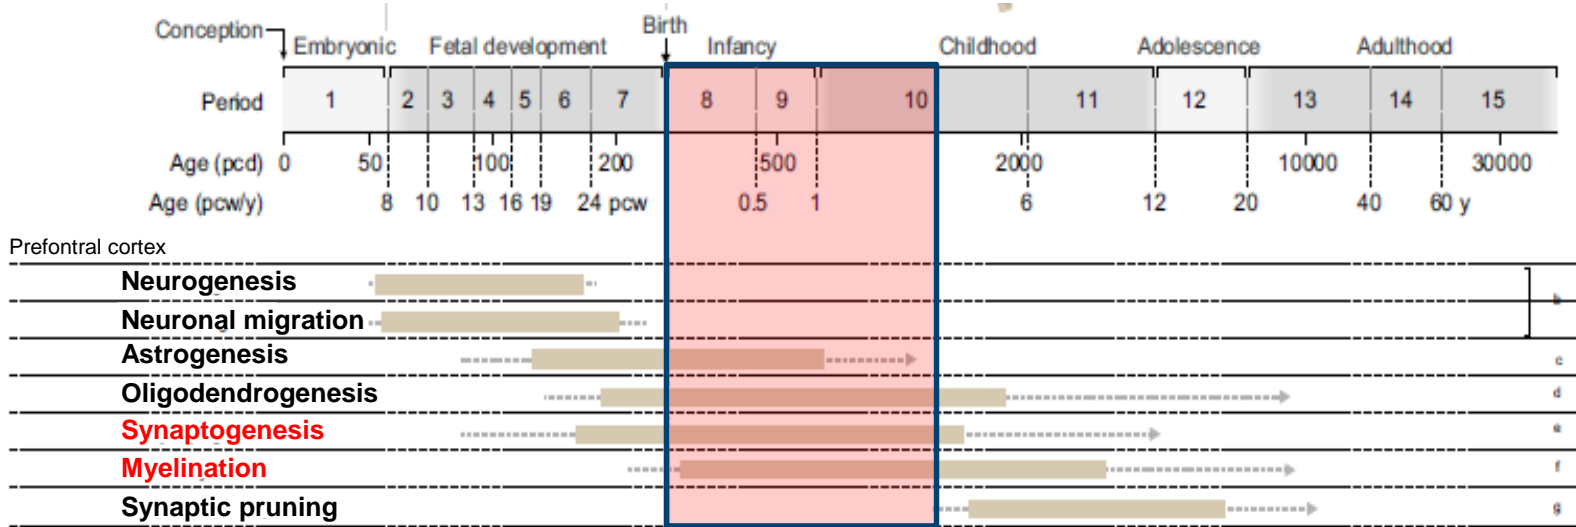 Birth
Conception
Embryonic Fetal development Infancy Childhood Adolescence Adulthood
Period 1 2 3 4 5 6 7 8 9 10 11 12 13 14 15
Age (pcd) 0 50 100 200 500 2000 10000 30000
Age (pcw/y) 8 10 13 16 19 24 pcw 0.5 1 6 12 20 40 60 y
Prefontral cortex
Neurogenesis
b
Neuronal migration
Astrogenesis c
Oligodendrogenesis d
Synaptogenesis e
Myelination f
Synaptic pruning g